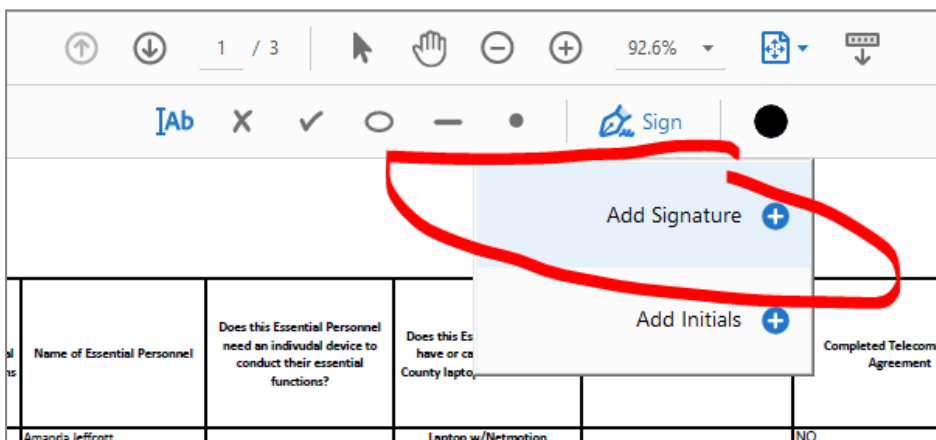 1 / 3
92.6%
Ab
Sign
Add Signature
Add Initials
Name of Essential Personnel
Does this Essential Personnel
need an indivudal device to
conduct their essential
functions?
Does this Es
have or ca
County lapto
Completed Telecom
Agreement
Amanda Jeffcott
Laptop w/Netmotion
NO